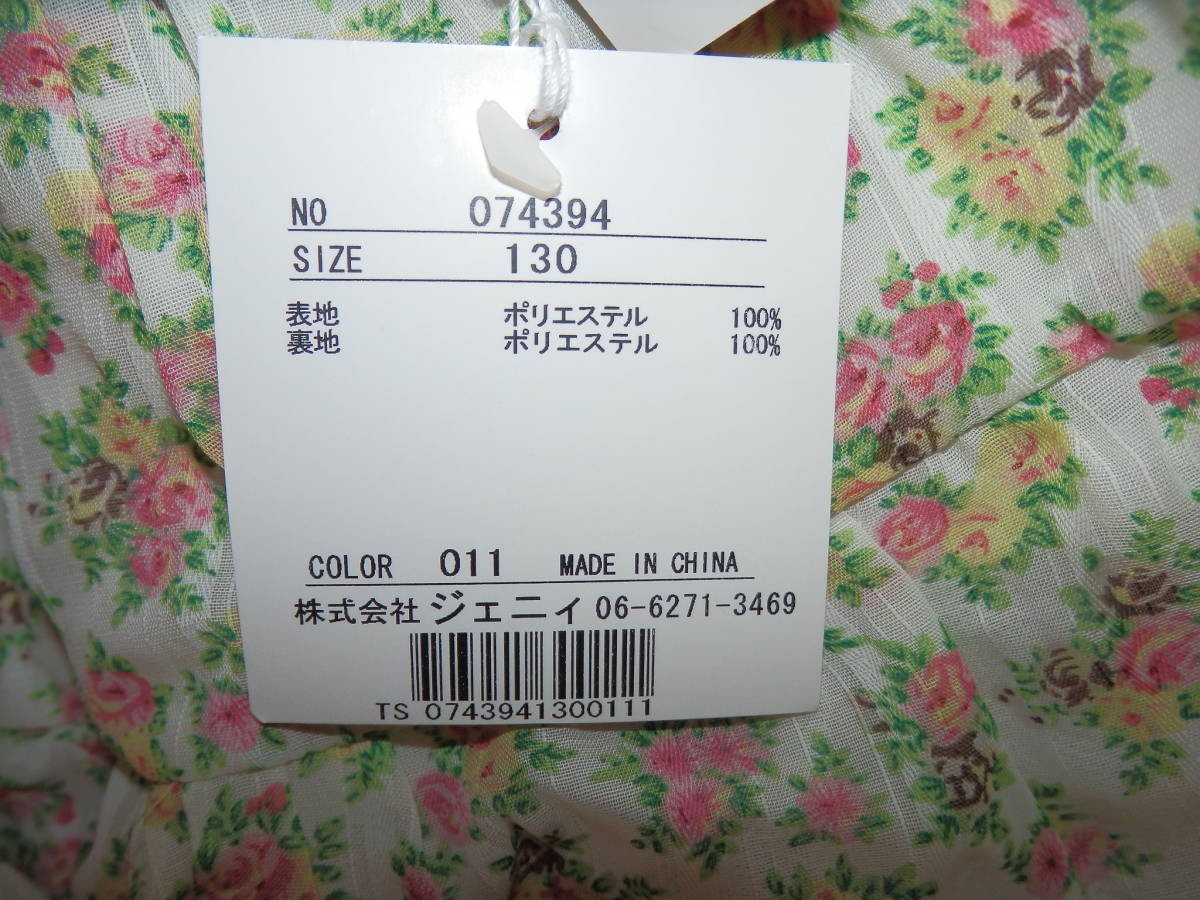 NO 074394
SIZE 130
表地 ポリエステル 100%
裏地 ポリエステル 100%
COLOR 011 MADE IN CHINA
株式会社 ジェニィ 06-6271-3469
TS 0743941300111